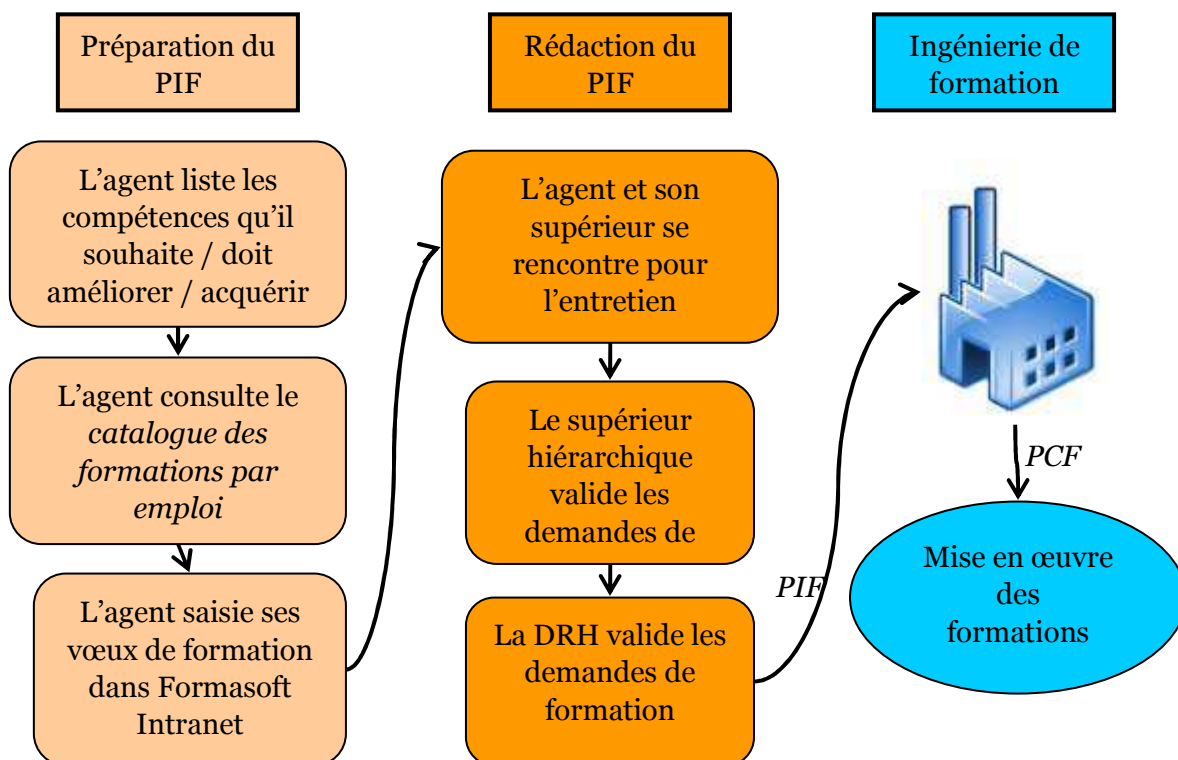 Préparation du
PIF
L'agent liste les
compétences qu'il
souhaite / doit
améliorer / acquérir
L'agent consulte le
catalogue des
formations par
emploi
L'agent saisie ses
vœux de formation
dans Formasoft
Intranet
Rédaction du
PIF
L'agent et son
supérieur se
rencontre pour
l'entretien
Le supérieur
hiérarchique
valide les
demandes de
La DRH valide les
demandes de
formation
PIF
Ingénierie de
formation
PCF
Mise en œuvre
des
formations